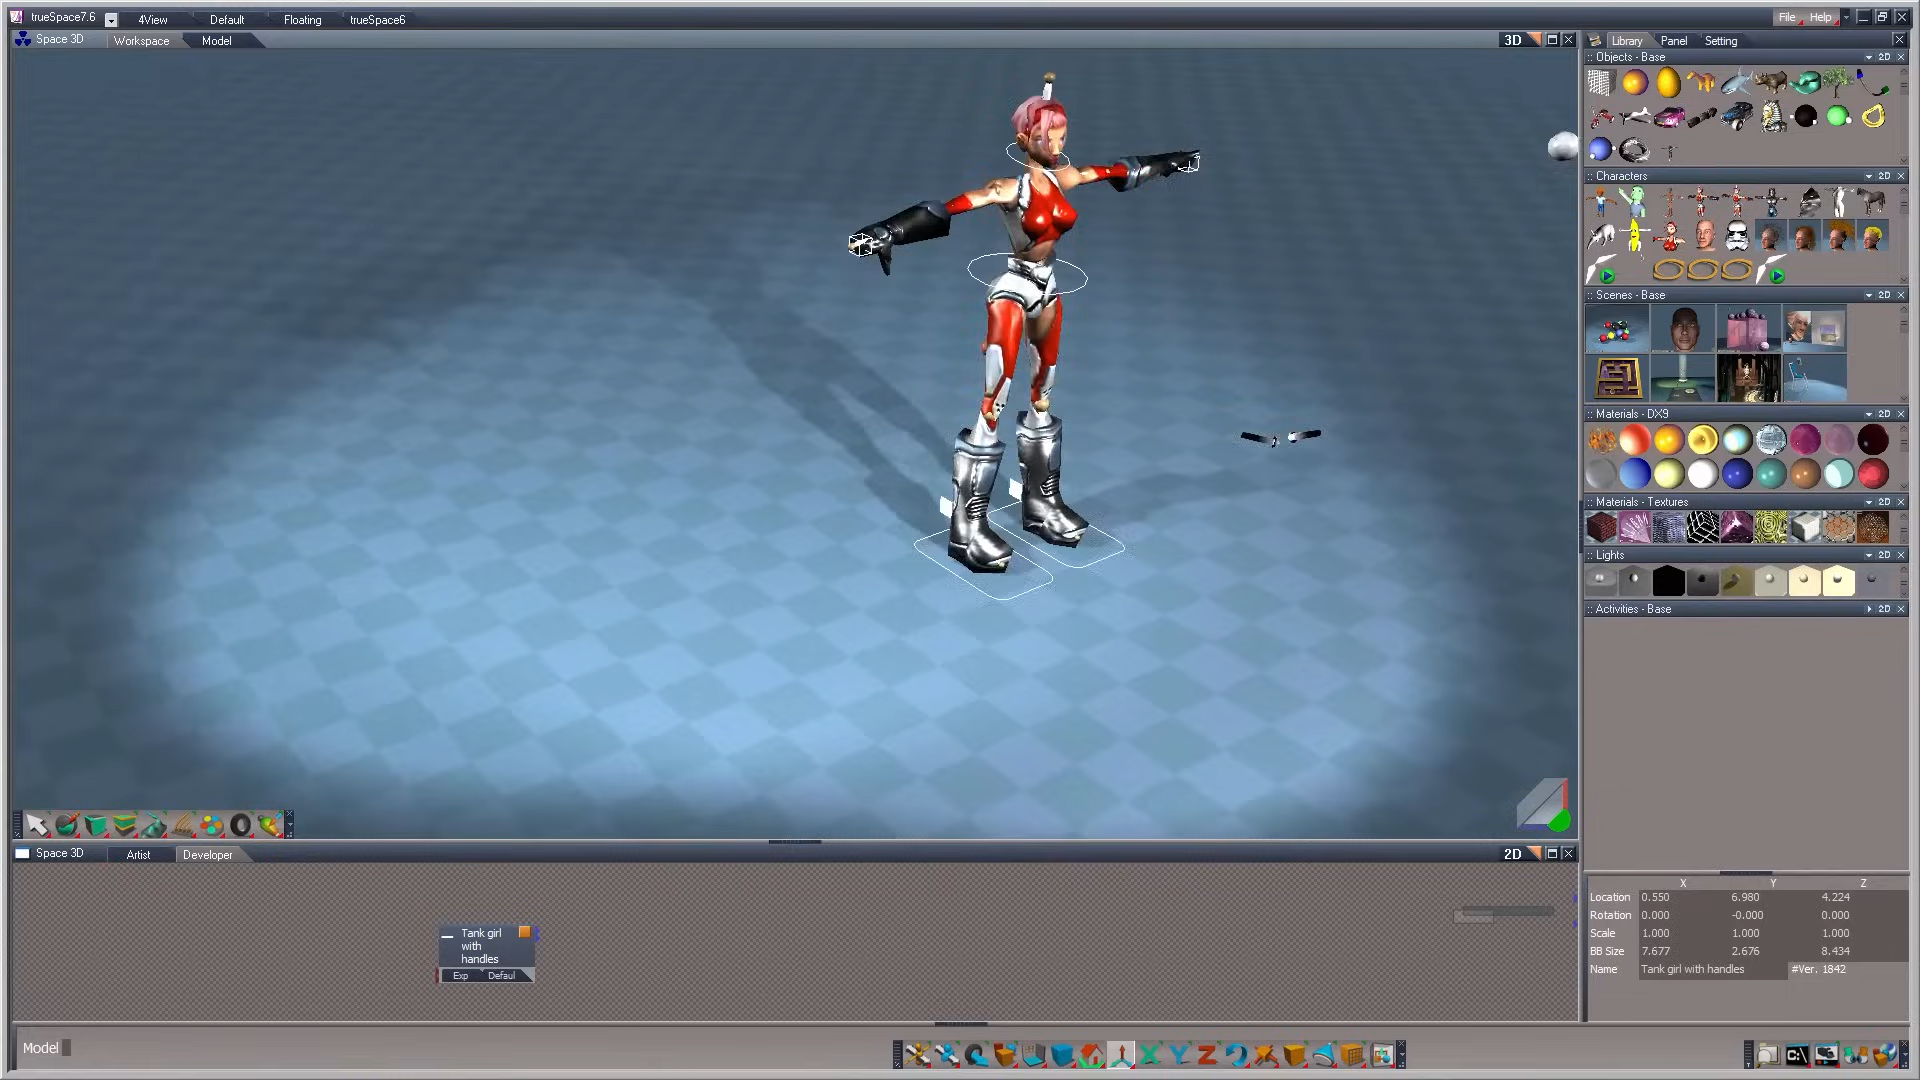 trueSpace7.6 4View Default Floating trueSpace6 File Help
Space 3D Workspace Model 3D
Library Panel Setting
:: Objects - Base 2D
:: Characters 2D
:: Scenes - Base 2D
:: Materials - DX9 2D
:: Materials - Textures 2D
:: Lights 2D
:: Activities - Base 2D
Space 3D Artist Developer 2D
Tank girl
with
handles
Exp Defaul
X Y Z
Location 0.550 6.980 4.224
Rotation 0.000 -0.000 0.000
Scale 1.000 1.000 1.000
BB Size 7.677 2.676 8.434
Name Tank girl with handles #Ver. 1842
Model
X Y Z
C:\